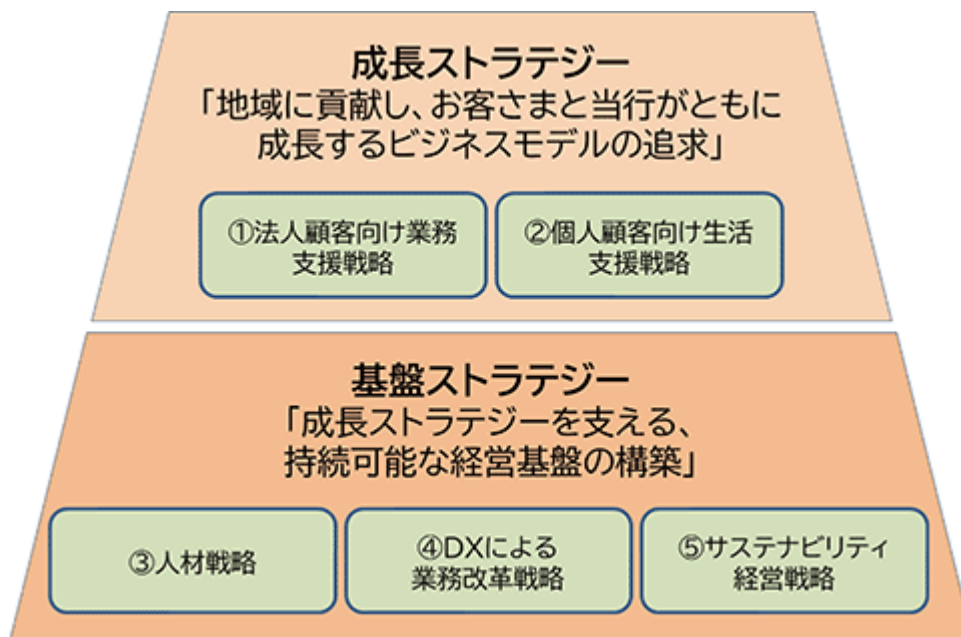 成長ストラテジー
「地域に貢献し、お客さまと当行がともに
成長するビジネスモデルの追求」
①法人顧客向け業務
支援戦略
②個人顧客向け生活
支援戦略
基盤ストラテジー
「成長ストラテジーを支える、
持続可能な経営基盤の構築」
③人材戦略
④DXによる
業務改革戦略
⑤サステナビリティ
経営戦略